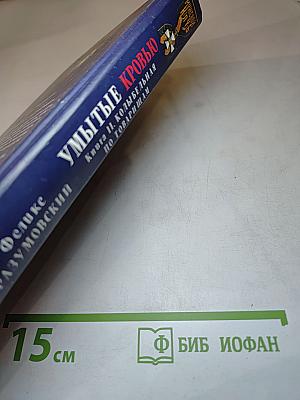 Феликс
РАЗУМОВСКИЙ
УМЫТЫЕ КРОВЬЮ
КНИГА II. КОЛЫБЕЛЬНАЯ
ПО ТОВАРИЩАМ
15 см
Ф БИБ ИОФАН